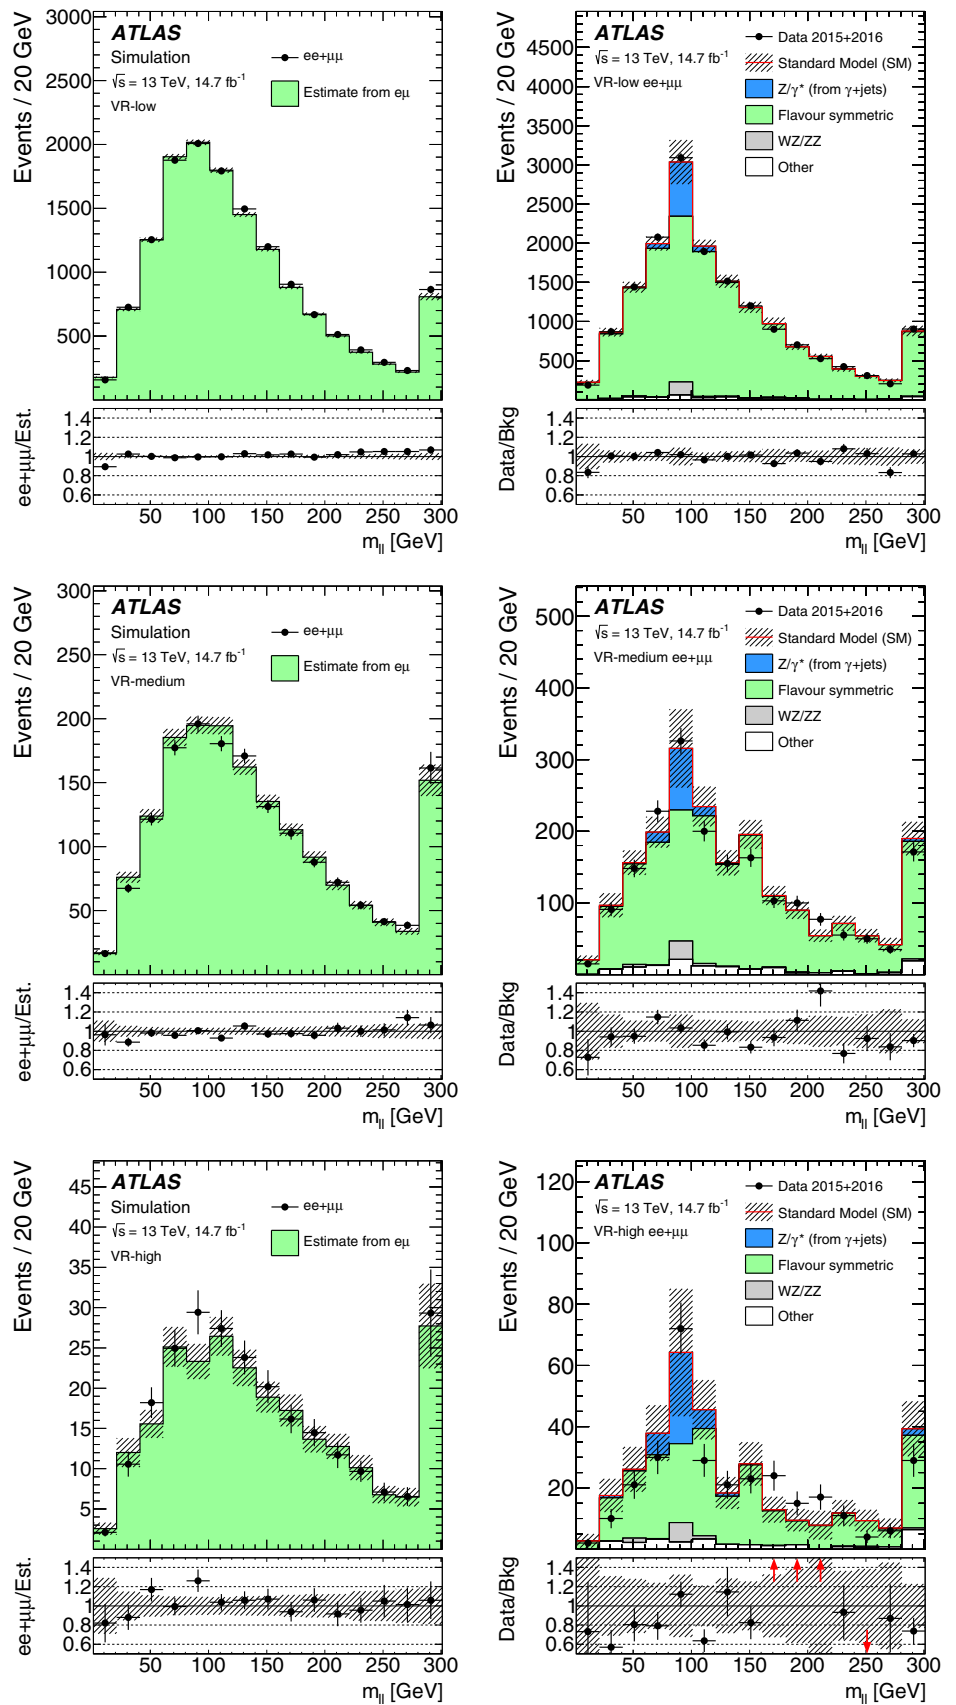 Events / 20 GeV
3000
2500
2000
1500
1000
500
ATLAS
Simulation
√s = 13 TeV, 14.7 fb⁻¹
VR-low
ee+μμ
Estimate from eμ
ee+μμ/Est.
1.4
1.2
1
0.8
0.6
50 100 150 200 250 300
m_ll [GeV]
Events / 20 GeV
4500
4000
3500
3000
2500
2000
1500
1000
500
ATLAS
√s = 13 TeV, 14.7 fb⁻¹
VR-low ee+μμ
Data 2015+2016
Standard Model (SM)
Z/γ* (from γ+jets)
Flavour symmetric
WZ/ZZ
Other
Data/Bkg
1.4
1.2
1
0.8
0.6
50 100 150 200 250 300
m_ll [GeV]
Events / 20 GeV
300
250
200
150
100
50
ATLAS
Simulation
√s = 13 TeV, 14.7 fb⁻¹
VR-medium
ee+μμ
Estimate from eμ
ee+μμ/Est.
1.4
1.2
1
0.8
0.6
50 100 150 200 250 300
m_ll [GeV]
Events / 20 GeV
500
400
300
200
100
ATLAS
√s = 13 TeV, 14.7 fb⁻¹
VR-medium ee+μμ
Data 2015+2016
Standard Model (SM)
Z/γ* (from γ+jets)
Flavour symmetric
WZ/ZZ
Other
Data/Bkg
1.4
1.2
1
0.8
0.6
50 100 150 200 250 300
m_ll [GeV]
Events / 20 GeV
45
40
35
30
25
20
15
10
5
ATLAS
Simulation
√s = 13 TeV, 14.7 fb⁻¹
VR-high
ee+μμ
Estimate from eμ
ee+μμ/Est.
1.4
1.2
1
0.8
0.6
50 100 150 200 250 300
m_ll [GeV]
Events / 20 GeV
120
100
80
60
40
20
ATLAS
√s = 13 TeV, 14.7 fb⁻¹
VR-high ee+μμ
Data 2015+2016
Standard Model (SM)
Z/γ* (from γ+jets)
Flavour symmetric
WZ/ZZ
Other
Data/Bkg
1.4
1.2
1
0.8
0.6
50 100 150 200 250 300
m_ll [GeV]